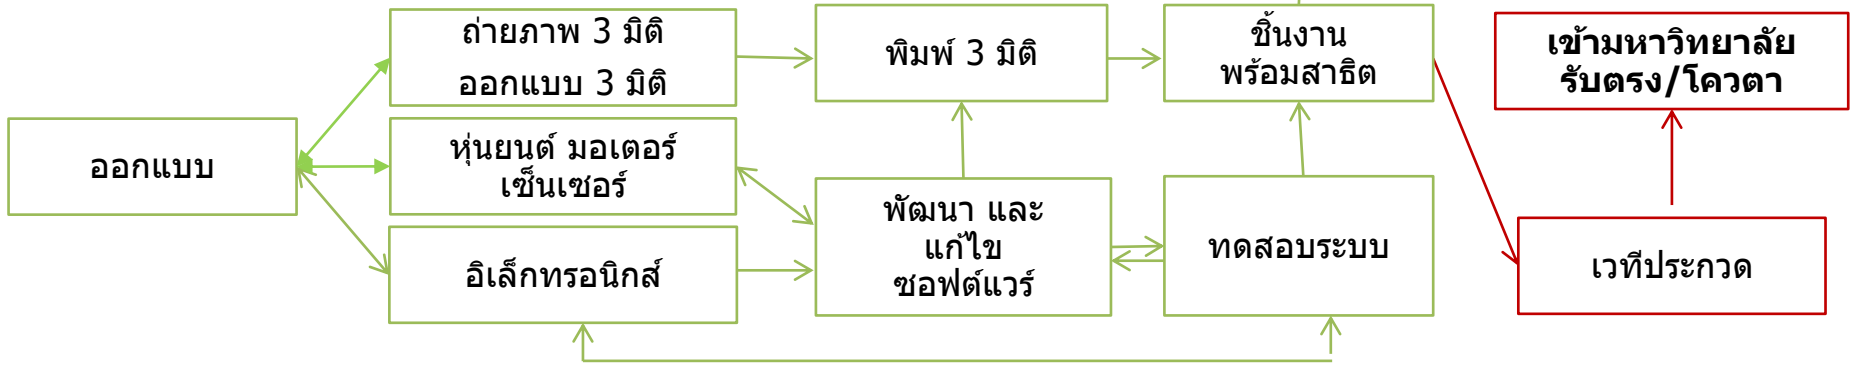 ถ่ายภาพ 3 มิติ
ออกแบบ 3 มิติ
พิมพ์ 3 มิติ
ชิ้นงาน
พร้อมสาธิต
เข้ามหาวิทยาลัย
รับตรง/โควตา
ออกแบบ
หุ่นยนต์ มอเตอร์
เซ็นเซอร์
พัฒนา และ
แก้ไข
ซอฟต์แวร์
ทดสอบระบบ
อิเล็กทรอนิกส์
เวทีประกวด